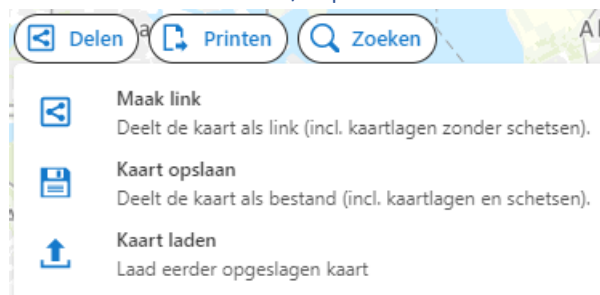 Delen Printen Zoeken
Maak link
Deelt de kaart als link (incl. kaartlagen zonder schetsen).
Kaart opslaan
Deelt de kaart als bestand (incl. kaartlagen en schetsen).
Kaart laden
Laad eerder opgeslagen kaart